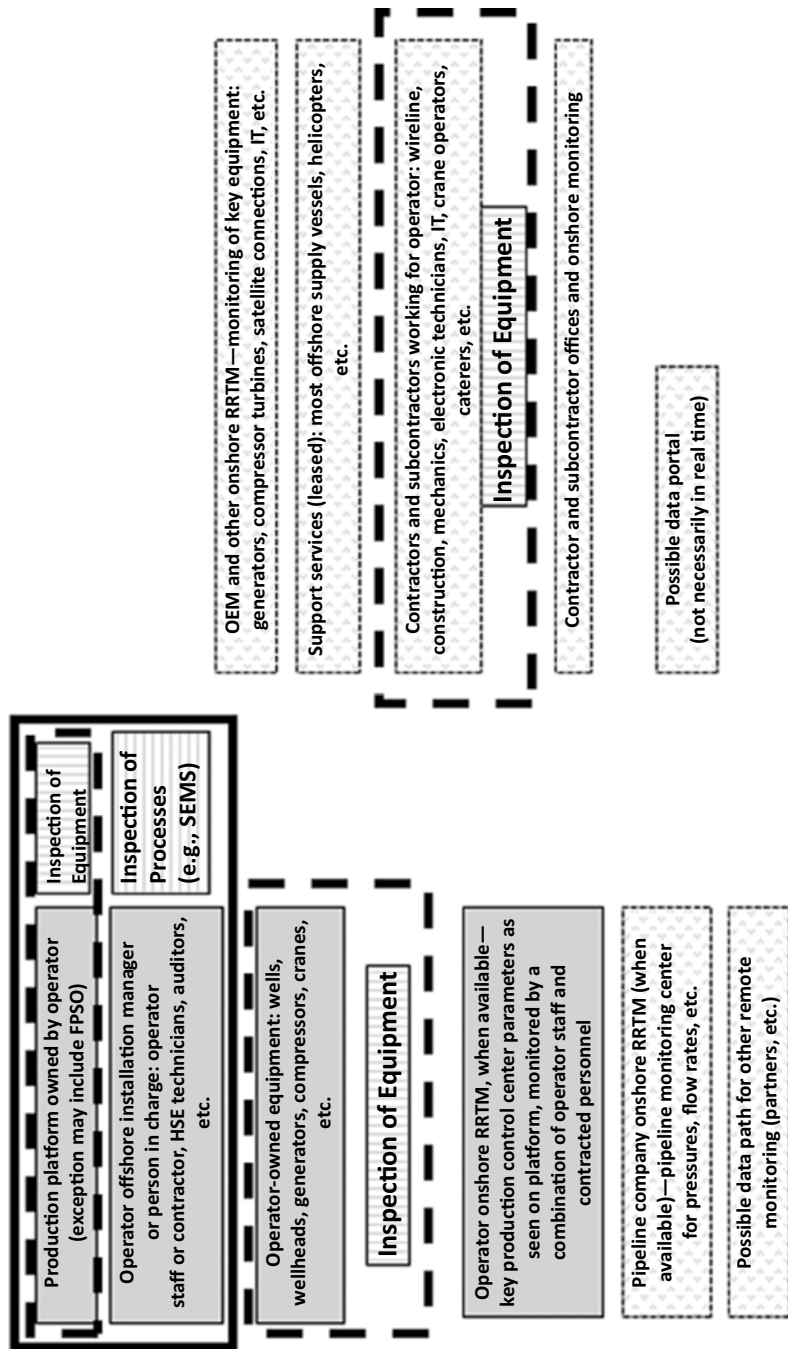 Production platform owned by operator
(exception may include FPSO)
Inspection of
Equipment
Operator offshore installation manager
or person in charge: operator
staff or contractor, HSE technicians, auditors,
etc.
Inspection of
Processes
(e.g., SEMS)
Operator-owned equipment: wells,
wellheads, generators, compressors, cranes,
etc.
Inspection of Equipment
Operator onshore RRTM, when available—
key production control center parameters as
seen on platform, monitored by a
combination of operator staff and
contracted personnel
Pipeline company onshore RRTM (when
available)—pipeline monitoring center
for pressures, flow rates, etc.
Possible data path for other remote
monitoring (partners, etc.)
OEM and other onshore RRTM—monitoring of key equipment:
generators, compressor turbines, satellite connections, IT, etc.
Support services (leased): most offshore supply vessels, helicopters,
etc.
Contractors and subcontractors working for operator: wireline,
construction, mechanics, electronic technicians, IT, crane operators,
caterers, etc.
Inspection of Equipment
Contractor and subcontractor offices and onshore monitoring
Possible data portal
(not necessarily in real time)